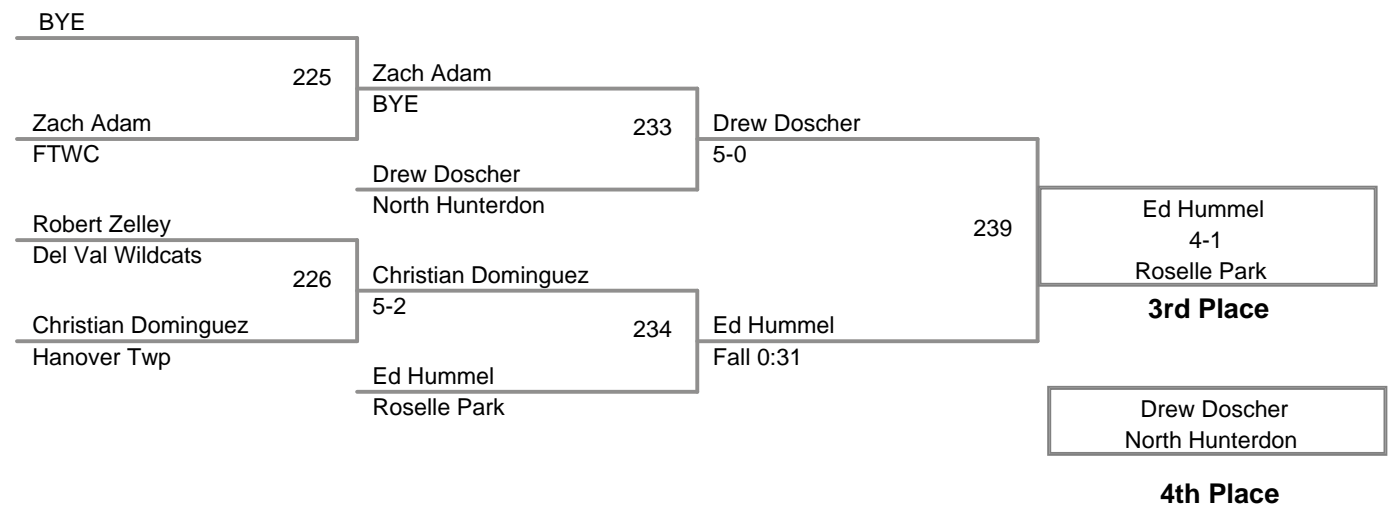 BYE
225
Zach Adam
FTWC
Zach Adam
BYE
233
Drew Doscher
North Hunterdon
Drew Doscher
5-0
Robert Zelley
Del Val Wildcats
226
Christian Dominguez
Hanover Twp
Christian Dominguez
5-2
234
Ed Hummel
Roselle Park
Ed Hummel
Fall 0:31
239
Ed Hummel
4-1
Roselle Park
3rd Place
Drew Doscher
North Hunterdon
4th Place